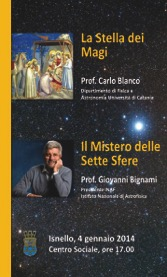 La Stella dei
Magi
Prof. Carlo Blanco
Dipartimento di Fisica e
Astronomia Università di Catania
Il Mistero delle
Sette Sfere
Prof. Giovanni Bignami
Presidente INAF
Istituto Nazionale di Astrofisica
Isnello, 4 gennaio 2014
Centro Sociale, ore 17.00